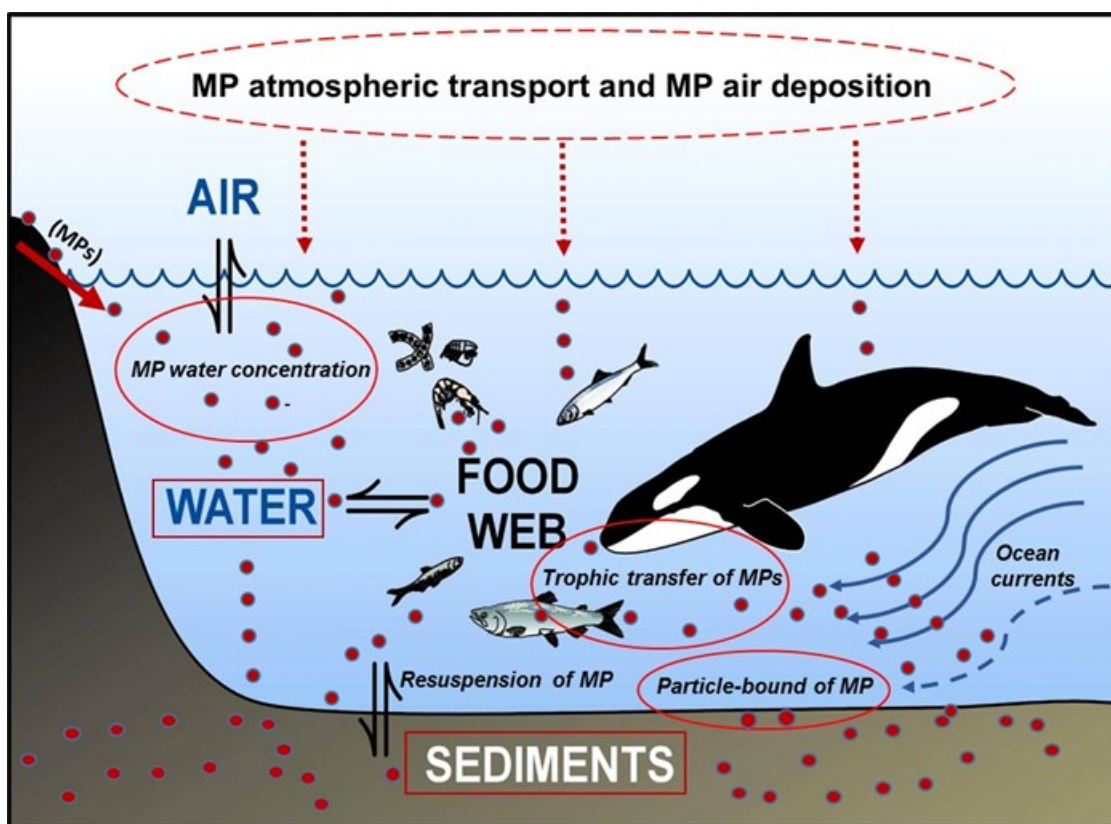 MP atmospheric transport and MP air deposition
AIR
(MPs)
MP water concentration
WATER
FOOD
WEB
Trophic transfer of MPs
Ocean
currents
Resuspension of MP
Particle-bound of MP
SEDIMENTS